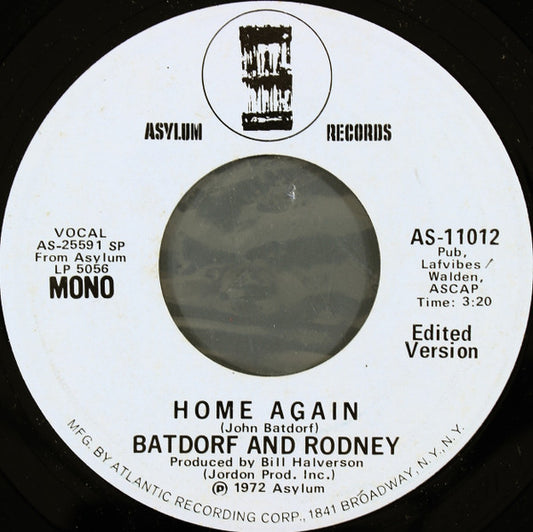 ASYLUM RECORDS
VOCAL
AS-25591 SP
From Asylum
LP 5056
MONO
AS-11012
Pub,
Lafvibes/
Walden,
ASCAP
Time: 3:20
Edited
Version
HOME AGAIN
(John Batdorf)
BATDORF AND RODNEY
Produced by Bill Halverson
(Jordon Prod. Inc.)
℗ 1972 Asylum
MFG. BY ATLANTIC RECORDING CORP., 1841 BROADWAY, N.Y., N.Y.